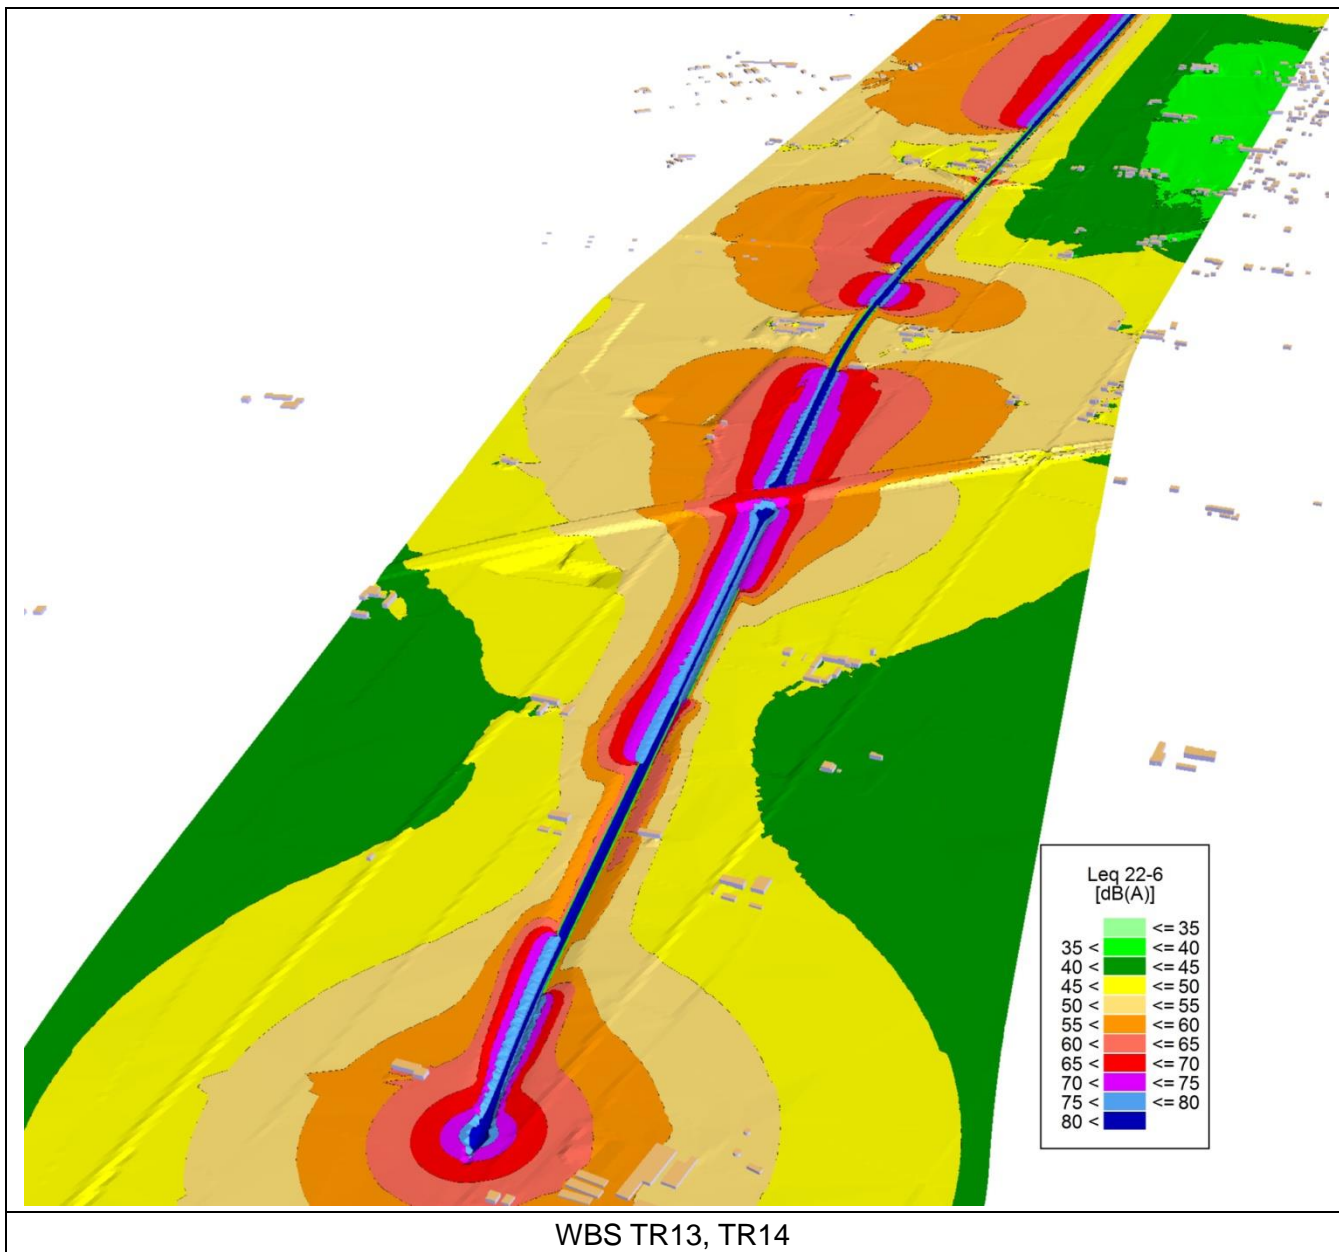 Leq 22-6
[dB(A)]
<= 35
35 < <= 40
40 < <= 45
45 < <= 50
50 < <= 55
55 < <= 60
60 < <= 65
65 < <= 70
70 < <= 75
75 < <= 80
80 <
WBS TR13, TR14